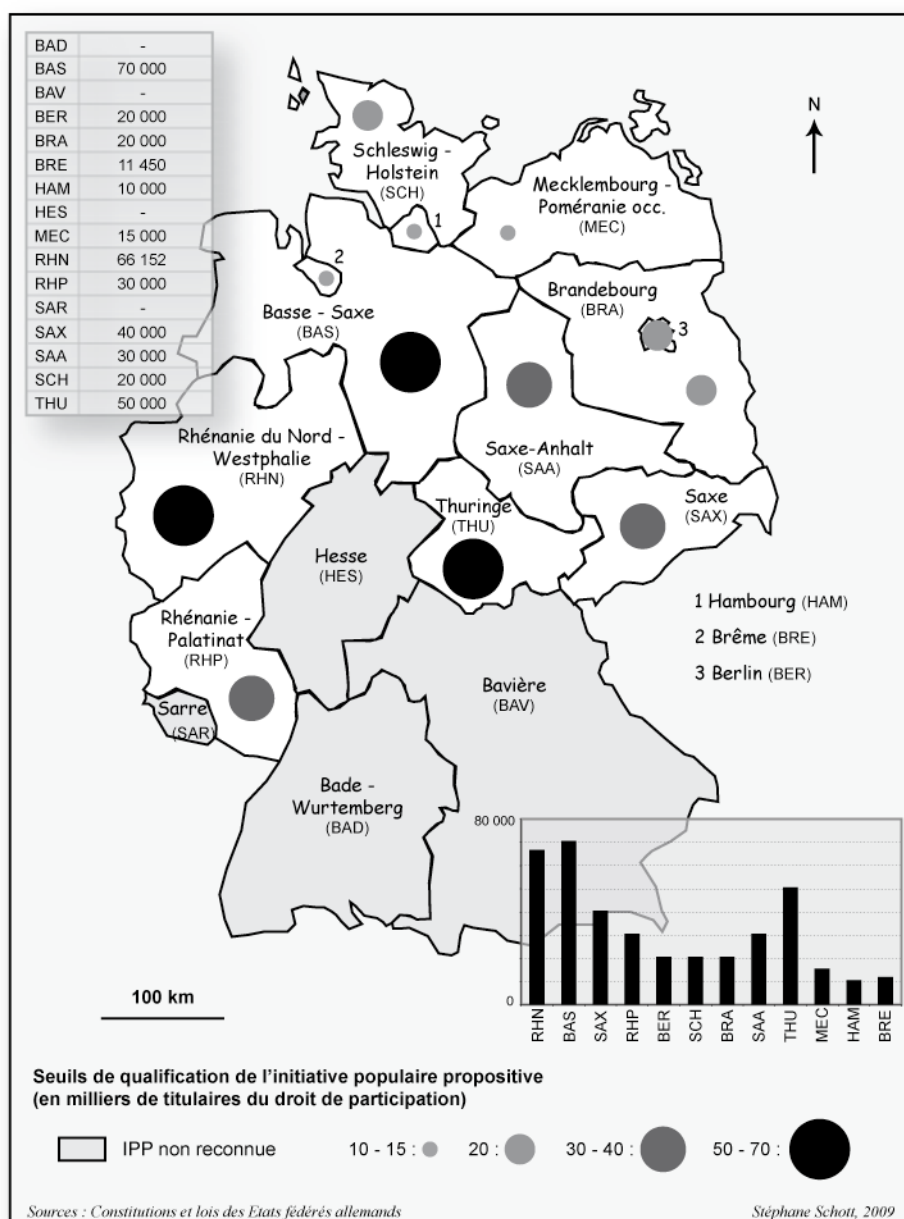 BAD -
BAS 70 000
BAV -
BER 20 000
BRA 20 000
BRE 11 450
HAM 10 000
HES -
MEC 15 000
RHN 66 152
RHP 30 000
SAR -
SAX 40 000
SAA 30 000
SCH 20 000
THU 50 000
N
Schleswig -
Holstein
(SCH)
Mecklembourg -
Poméranie occ.
(MEC)
1
2
Brandebourg
(BRA)
3
Basse - Saxe
(BAS)
Rhénanie du Nord -
Westphalie
(RHN)
Saxe-Anhalt
(SAA)
Thuringe
(THU)
Saxe
(SAX)
Hesse
(HES)
1 Hambourg (HAM)
2 Brême (BRE)
3 Berlin (BER)
Rhénanie -
Palatinat
(RHP)
Sarre
(SAR)
Bavière
(BAV)
Bade -
Wurtemberg
(BAD)
80 000
0
RHN BAS SAX RHP BER SCH BRA SAA THU MEC HAM BRE
100 km
Seuils de qualification de l'initiative populaire propositive
(en milliers de titulaires du droit de participation)
IPP non reconnue 10 - 15 : 20 : 30 - 40 : 50 - 70 :
Sources : Constitutions et lois des Etats fédérés allemands Stéphane Schott, 2009